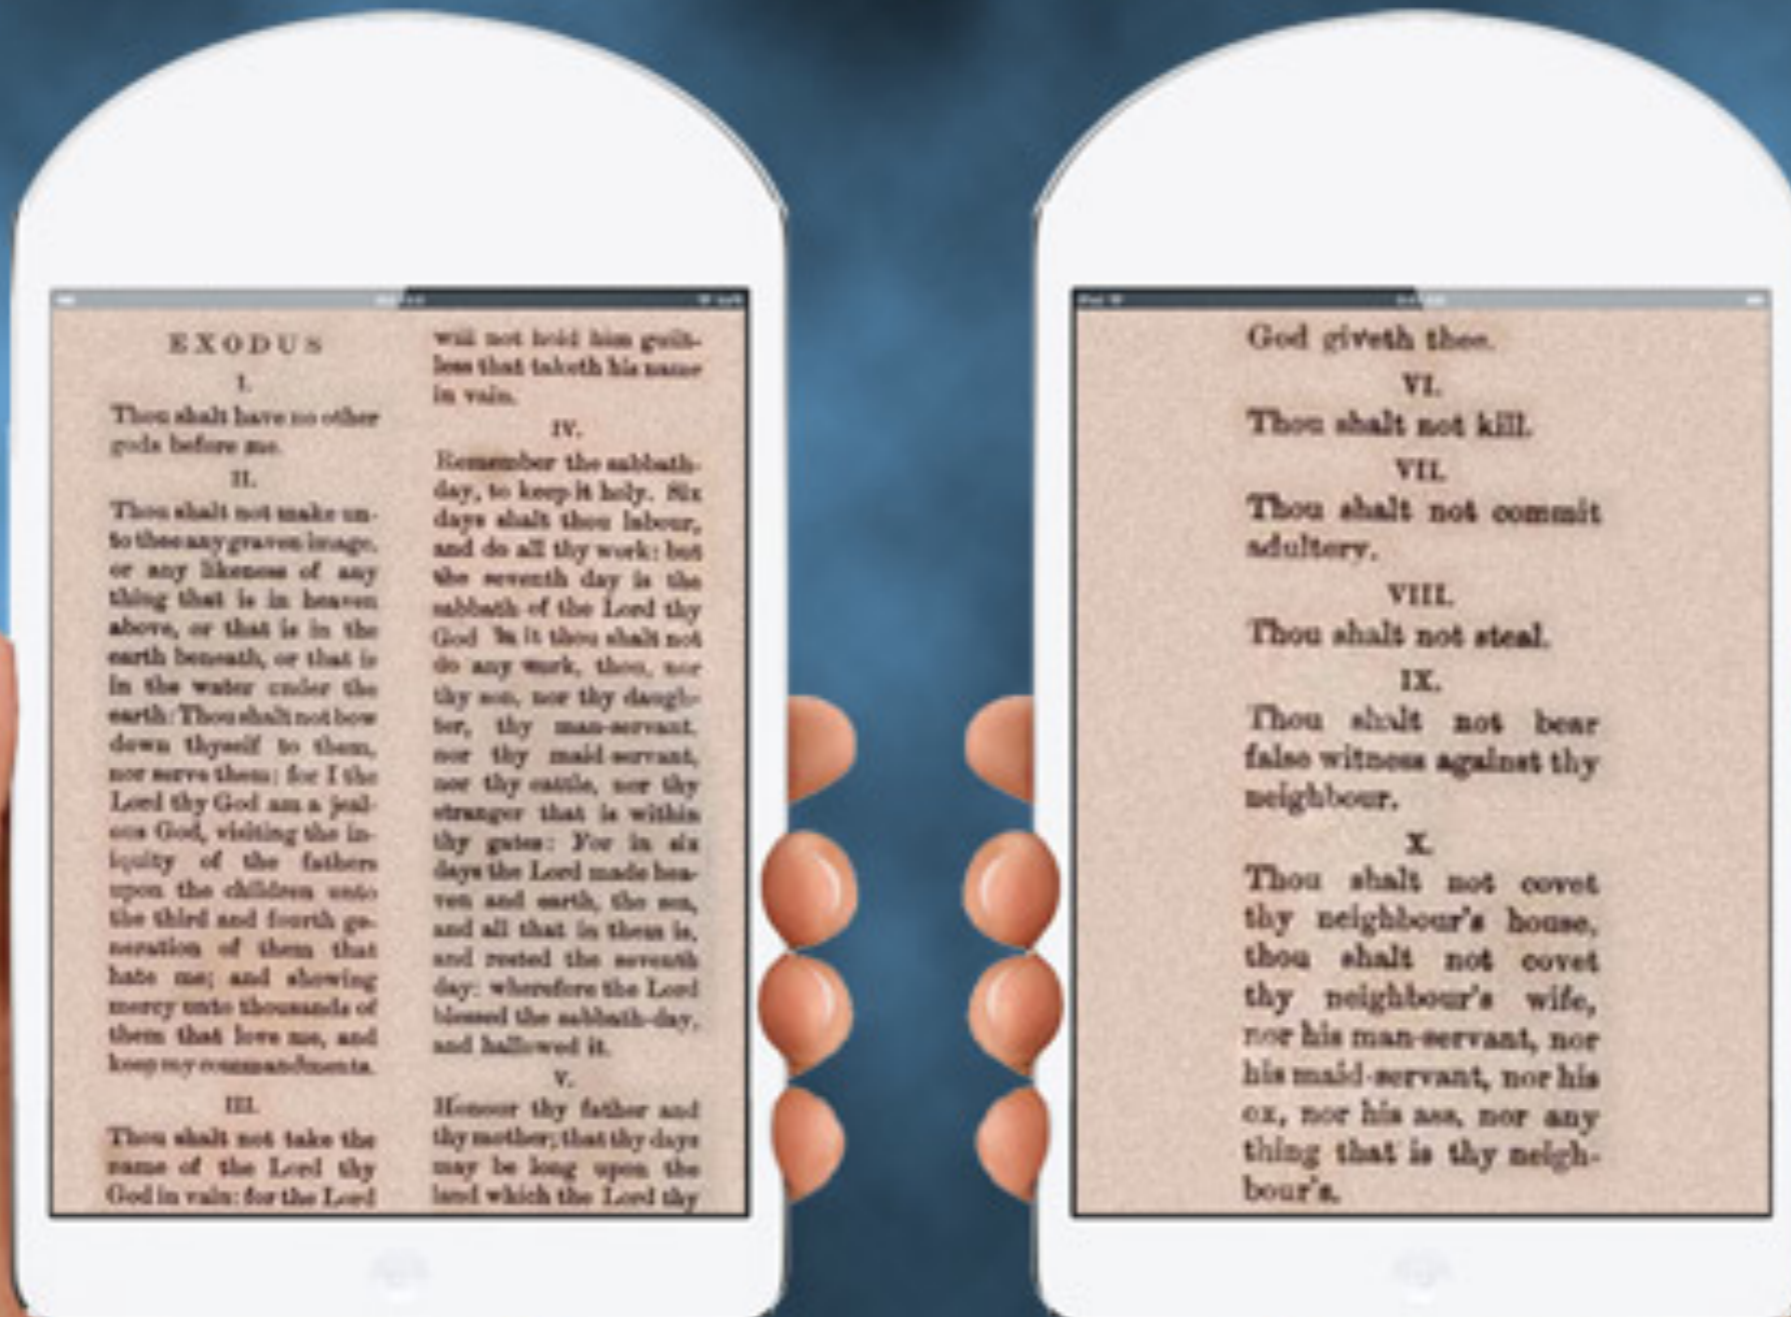 EXODUS
I.
Thou shalt have no other
gods before me.
II.
Thou shalt not make un-
to thee any graven image,
or any likeness of any
thing that is in heaven
above, or that is in the
earth beneath, or that is
in the water under the
earth: Thou shalt not bow
down thyself to them,
nor serve them: for I the
Lord thy God am a jeal-
ous God, visiting the in-
iquity of the fathers
upon the children unto
the third and fourth ge-
neration of them that
hate me; and showing
mercy unto thousands of
them that love me, and
keep my commandments.
III.
Thou shalt not take the
name of the Lord thy
God in vain: for the Lord
will not hold him guilt-
less that taketh his name
in vain.
IV.
Remember the sabbath-
day, to keep it holy. Six
days shalt thou labour,
and do all thy work: but
the seventh day is the
sabbath of the Lord thy
God In it thou shalt not
do any work, thou, nor
thy son, nor thy daugh-
ter, thy man-servant,
nor thy maid-servant,
nor thy cattle, nor thy
stranger that is within
thy gates: For in six
days the Lord made hea-
ven and earth, the sea,
and all that in them is,
and rested the seventh
day: wherefore the Lord
blessed the sabbath-day,
and hallowed it.
V.
Honour thy father and
thy mother; that thy days
may be long upon the
land which the Lord thy
God giveth thee.
VI.
Thou shalt not kill.
VII.
Thou shalt not commit
adultery.
VIII.
Thou shalt not steal.
IX.
Thou shalt not bear
false witness against thy
neighbour.
X.
Thou shalt not covet
thy neighbour's house,
thou shalt not covet
thy neighbour's wife,
nor his man-servant, nor
his maid-servant, nor his
ox, nor his ass, nor any
thing that is thy neigh-
bour's.